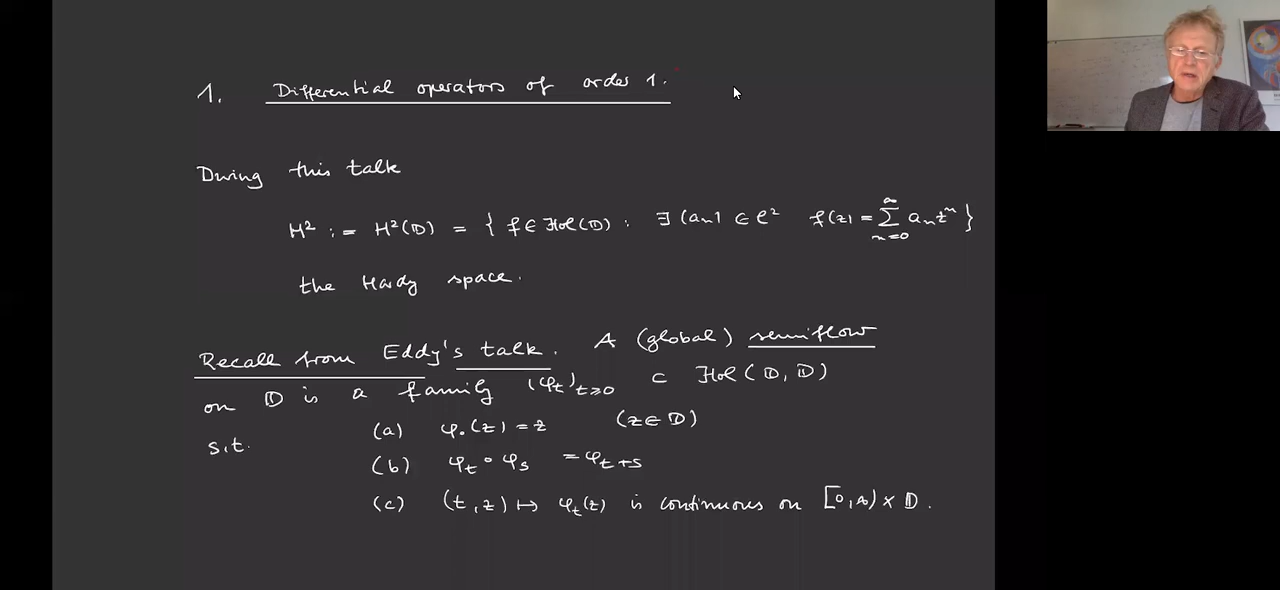 1. Differential operators of order 1.
During this talk
H² := H²(𝔻) = { f ∈ Hol(𝔻) : ∃ (aₙ) ∈ ℓ² f(z) = ∑_{n=0}^{∞} aₙzⁿ }
the Hardy space.
Recall from Eddy's talk. A (global) semiflow
on 𝔻 is a family (φₜ)ₜ≥₀ ⊂ Hol(𝔻, 𝔻)
s.t. (a) φ₀(z) = z (z ∈ 𝔻)
(b) φₜ ∘ φₛ = φₜ₊ₛ
(c) (t, z) ↦ φₜ(z) is continuous on [0, ∞) × 𝔻.